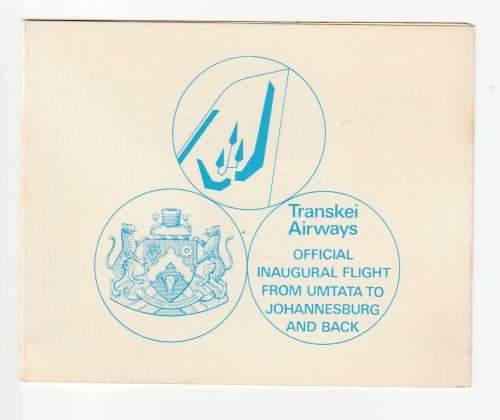 Transkei
Airways
OFFICIAL
INAUGURAL FLIGHT
FROM UMTATA TO
JOHANNESBURG
AND BACK